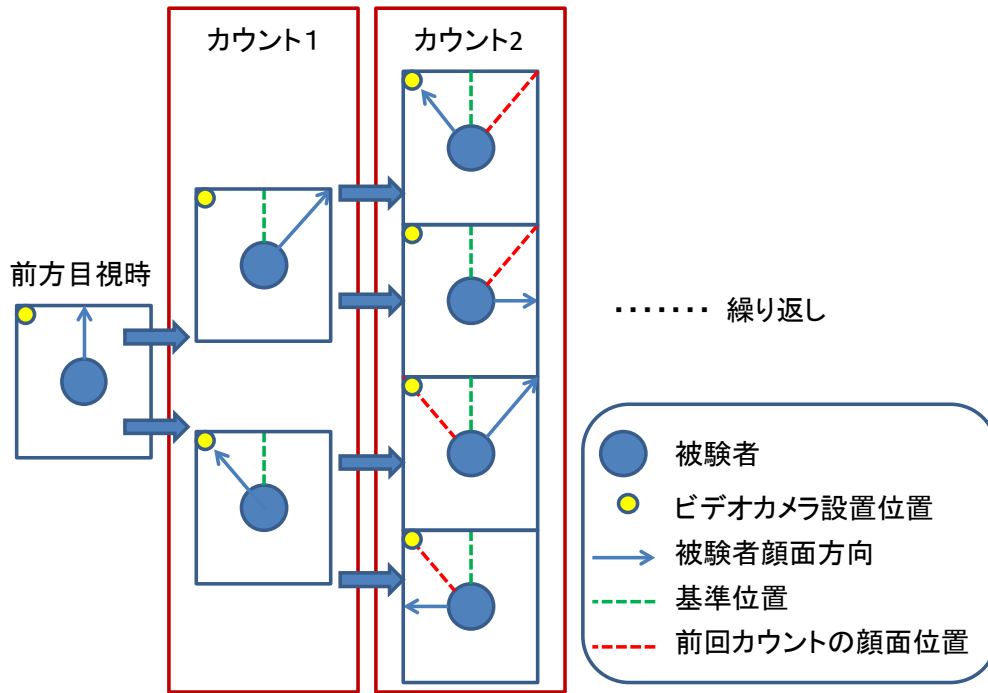 カウント1
カウント2
前方目視時
・・・・・・・ 繰り返し
被験者
ビデオカメラ設置位置
被験者顔面方向
基準位置
前回カウントの顔面位置